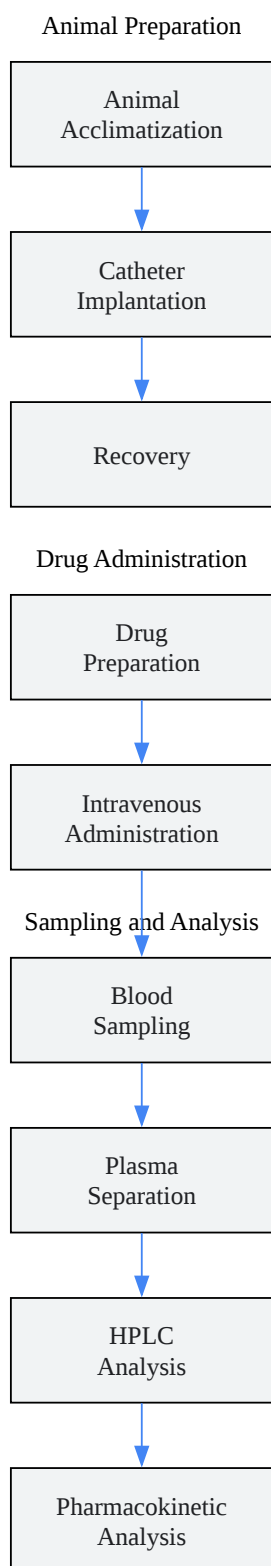 Animal Preparation
Animal
Acclimatization
Catheter
Implantation
Recovery
Drug Administration
Drug
Preparation
Intravenous
Administration
Sampling and Analysis
Blood
Sampling
Plasma
Separation
HPLC
Analysis
Pharmacokinetic
Analysis